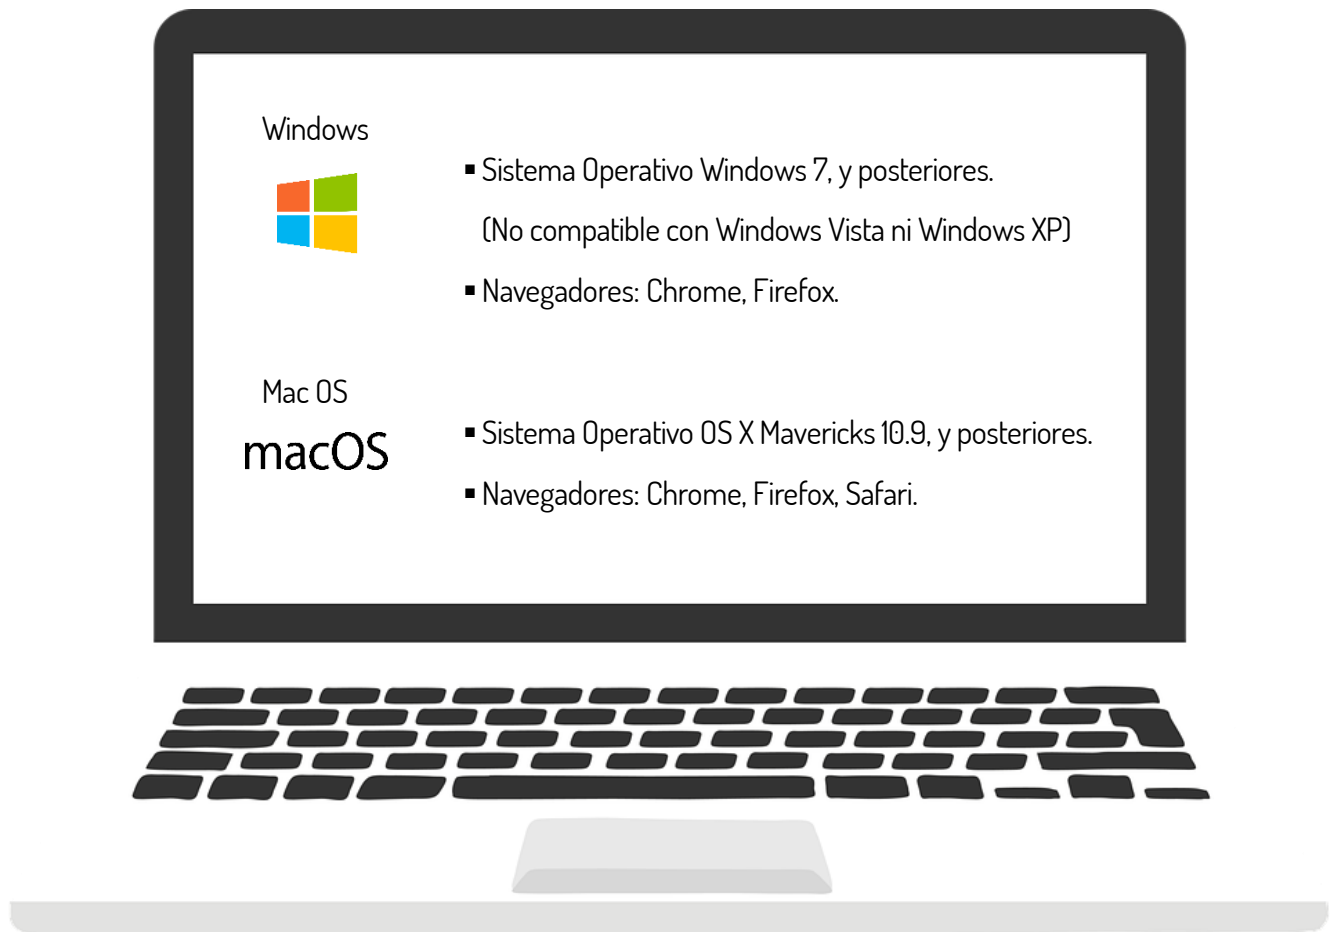 Windows
▪ Sistema Operativo Windows 7, y posteriores.
(No compatible con Windows Vista ni Windows XP)
▪ Navegadores: Chrome, Firefox.
Mac OS
macOS
▪ Sistema Operativo OS X Mavericks 10.9, y posteriores.
▪ Navegadores: Chrome, Firefox, Safari.